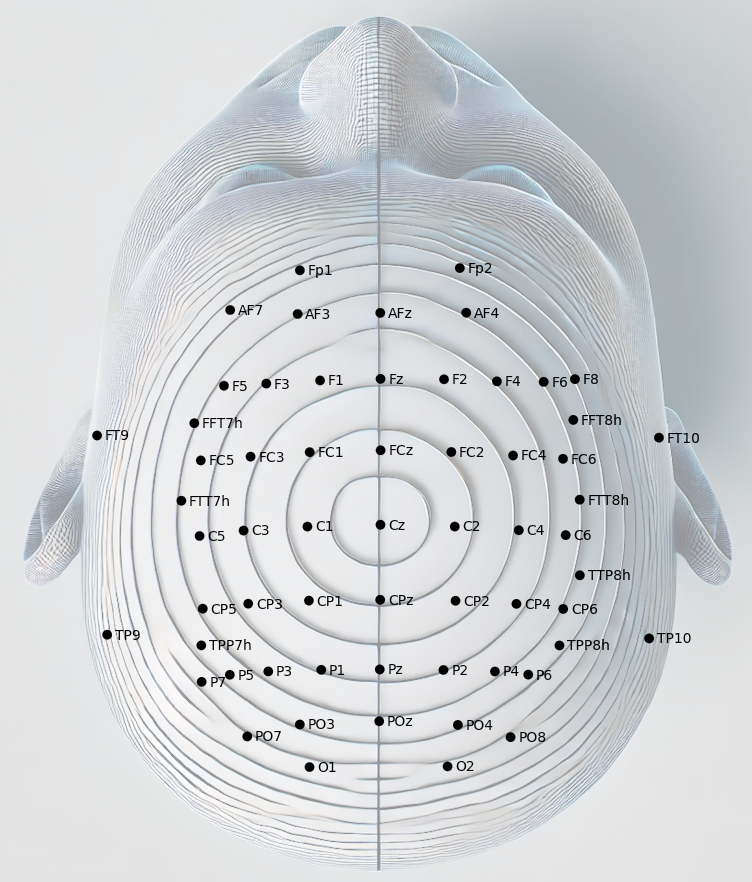 Fp1 Fp2
AF7 AF3 AFz AF4
F5 F3 F1 Fz F2 F4 F6 F8
FFT7h FFT8h
FT9 FT10
FC5 FC3 FC1 FCz FC2 FC4 FC6
FTT7h FTT8h
C5 C3 C1 Cz C2 C4 C6
TTP8h
CP5 CP3 CP1 CPz CP2 CP4 CP6
TP9 TP10
TPP7h TPP8h
P7 P5 P3 P1 Pz P2 P4 P6
PO7 PO3 POz PO4 PO8
O1 O2